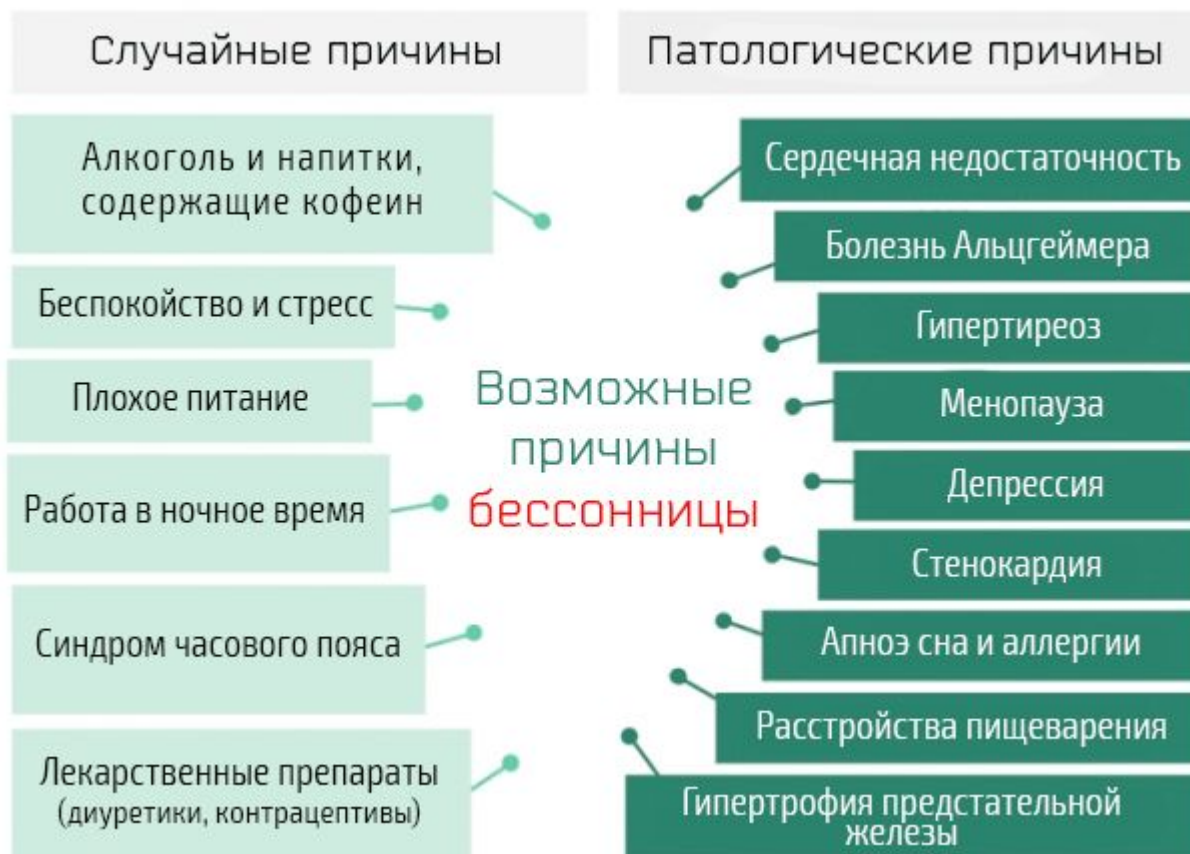 Случайные причины
Алкоголь и напитки,
содержащие кофеин
Беспокойство и стресс
Плохое питание
Работа в ночное время
Синдром часового пояса
Лекарственные препараты
(диуретики, контрацептивы)
Возможные
причины
бессонницы
Патологические причины
Сердечная недостаточность
Болезнь Альцгеймера
Гипертиреоз
Менопауза
Депрессия
Стенокардия
Апноэ сна и аллергии
Расстройства пищеварения
Гипертрофия предстательной
железы